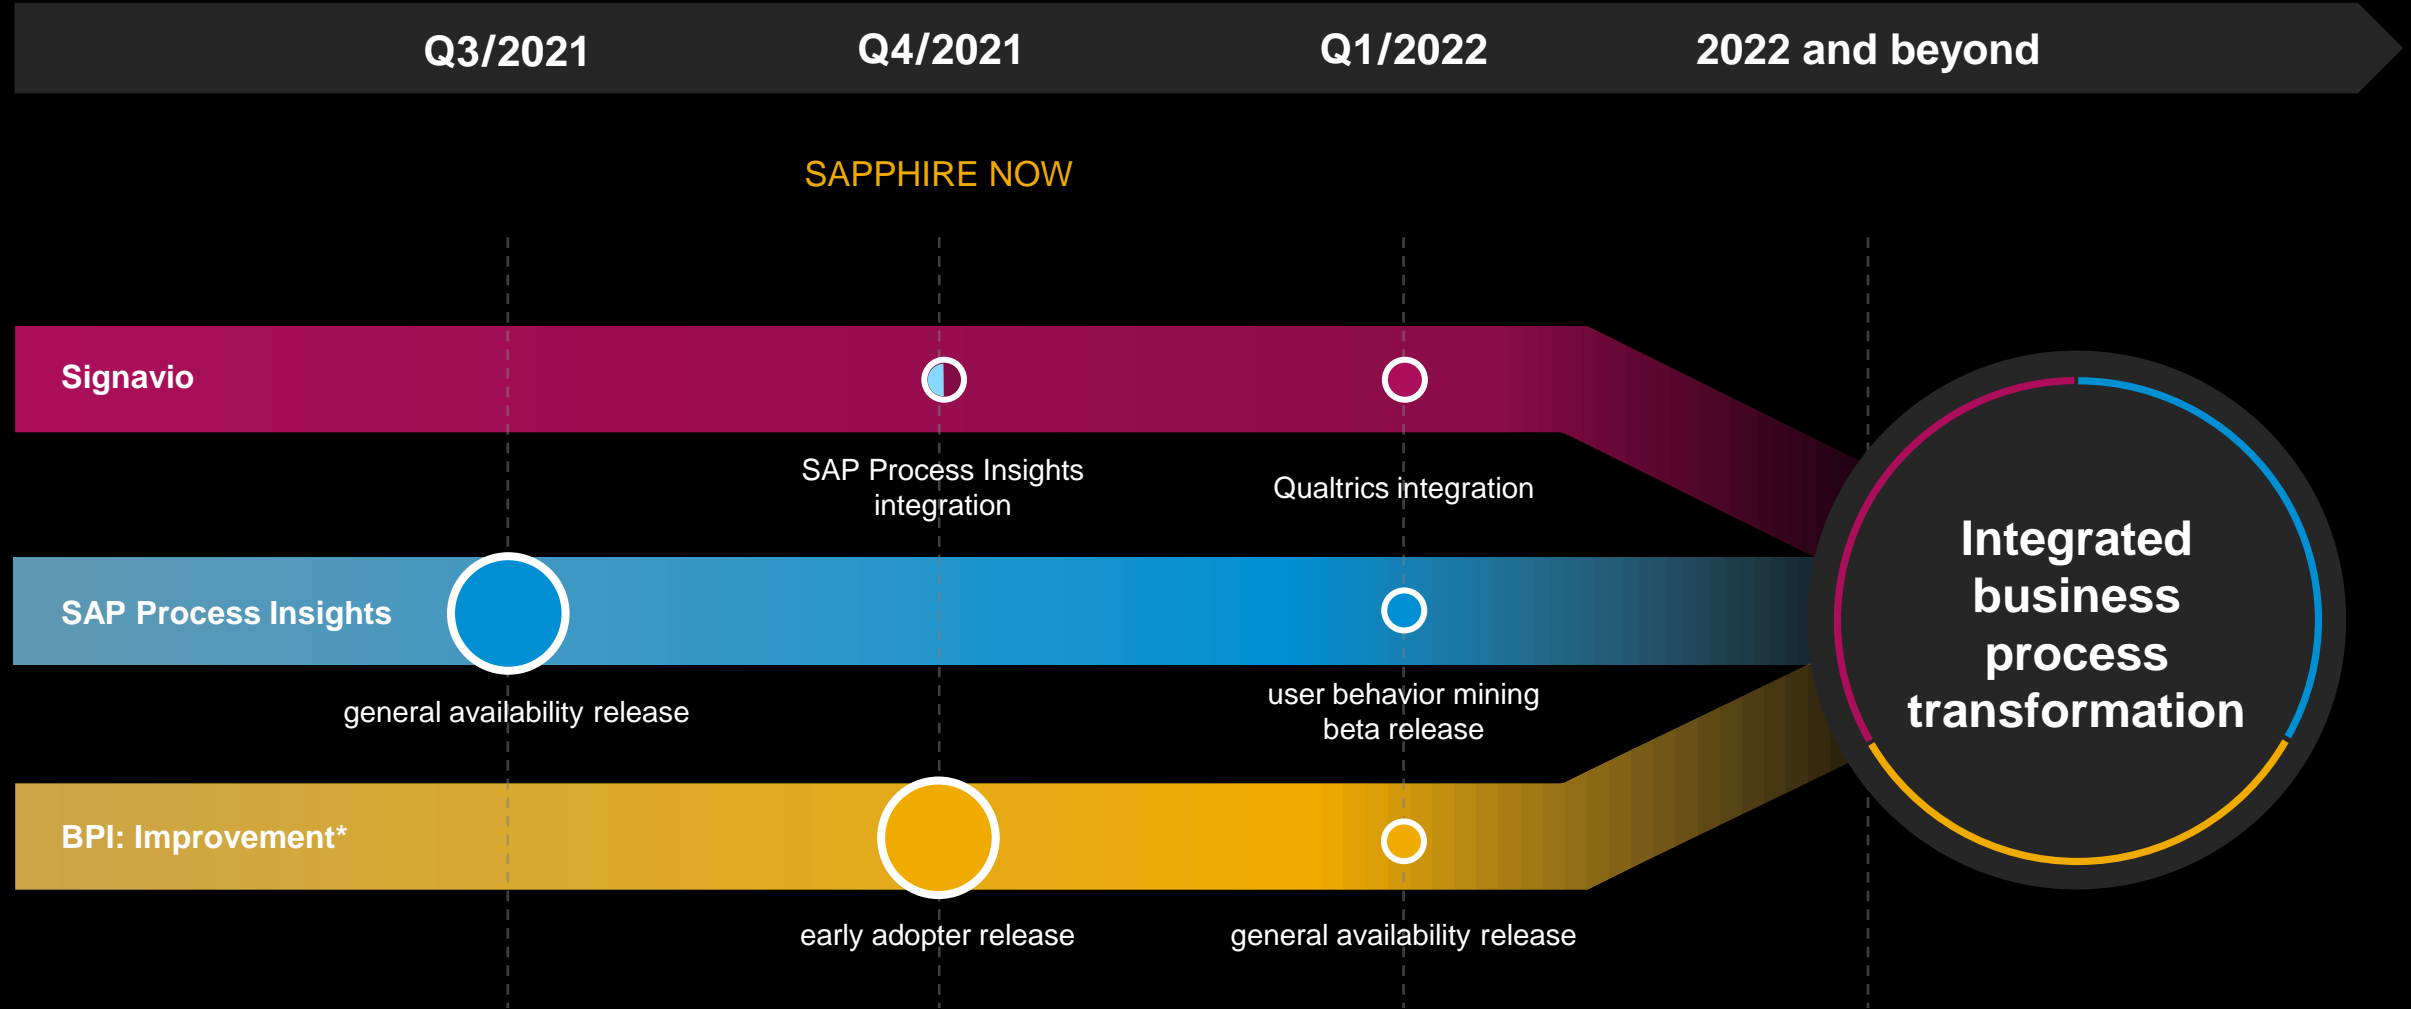 Q3/2021
Q4/2021
Q1/2022
2022 and beyond
SAPPHIRE NOW
Signavio
SAP Process Insights
integration
Qualtrics integration
SAP Process Insights
general availability release
user behavior mining
beta release
BPI: Improvement*
early adopter release
general availability release
Integrated
business
process
transformation